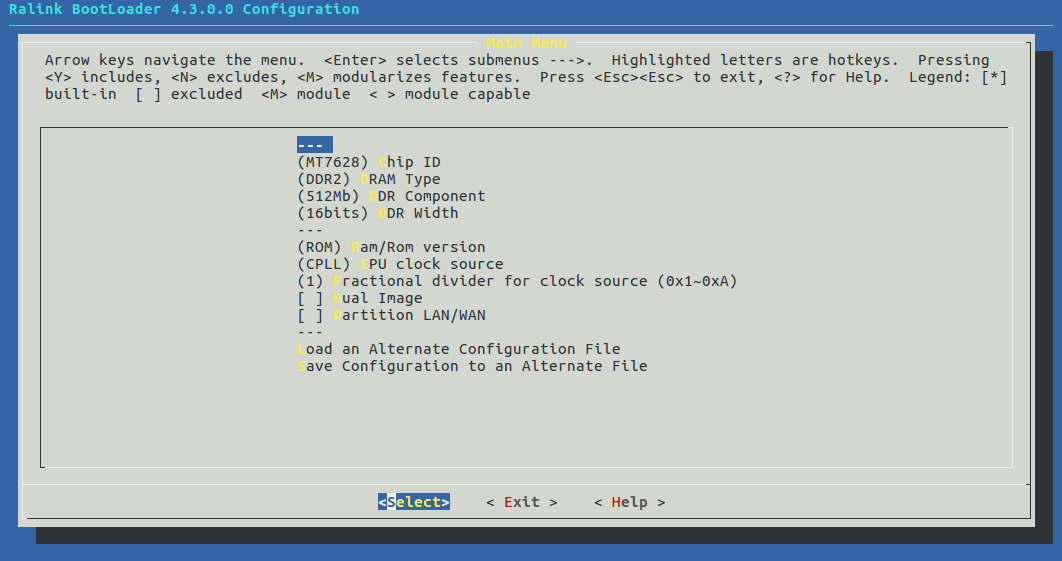 Ralink BootLoader 4.3.0.0 Configuration
Main Menu
Arrow keys navigate the menu.  <Enter> selects submenus --->.  Highlighted letters are hotkeys.  Pressing
<Y> includes, <N> excludes, <M> modularizes features.  Press <Esc><Esc> to exit, <?> for Help.  Legend: [*]
built-in  [ ] excluded  <M> module  < > module capable
---
(MT7628) Chip ID
(DDR2) DRAM Type
(512Mb) DDR Component
(16bits) DDR Width
---
(ROM) Ram/Rom version
(CPLL) CPU clock source
(1) Fractional divider for clock source (0x1~0xA)
[ ] Dual Image
[ ] Partition LAN/WAN
---
Load an Alternate Configuration File
Save Configuration to an Alternate File
<Select>    < Exit >    < Help >